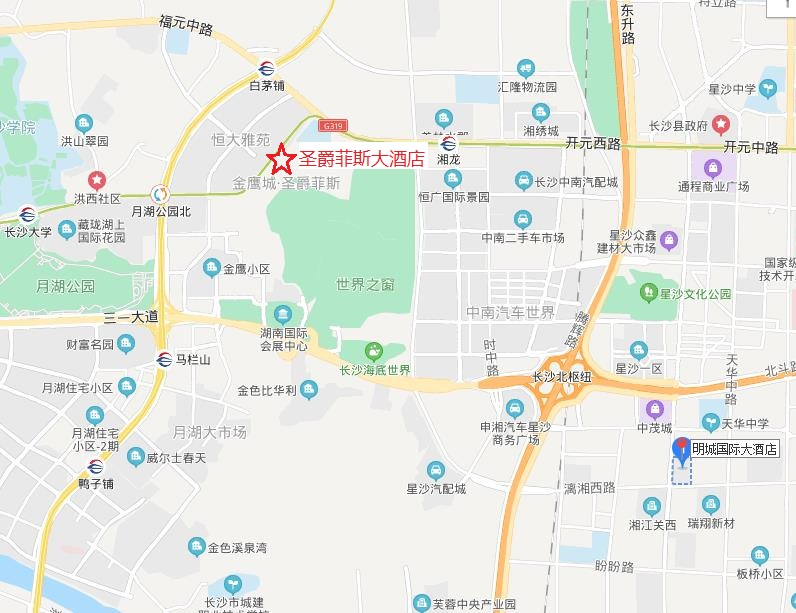 福元中路
东升路
特立路
白茅铺
汇隆物流园
星沙中学
G319
洪山翠园
恒大雅苑
湘绣城
长沙县政府
开元西路
开元中路
湘龙
圣爵菲斯大酒店
金鹰城·圣爵菲斯
洪西社区
恒广国际景园
长沙中南汽配城
通程商业广场
月湖公园北
长沙大学
藏珑湖上
国际花园
中南二手车市场
星沙众鑫
建材大市场
金鹰小区
国家级
技术开
月湖公园
世界之窗
星沙文化公园
三一大道
中南汽车世界
湖南国际
会展中心
腾辉路
财富名园
马栏山
时中路
长沙海底世界
星沙一区
天华中路
北斗路
长沙北枢纽
月湖住宅小区
金色比华利
月湖住宅
小区-2期
月湖大市场
申湘汽车星沙
商务广场
中茂城
天华中学
明城国际大酒店
威尔士春天
鸭子铺
星沙汽配城
漓湘西路
湘江关西
瑞翔新材
金色溪泉湾
盼盼路
板桥小区
长沙市城建
芙蓉中央产业园